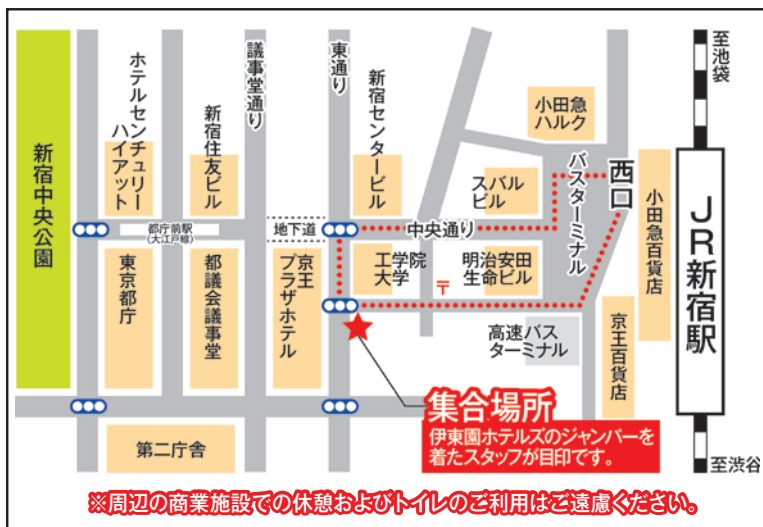 至池袋
JR新宿駅
至渋谷
小田急百貨店
京王百貨店
西口
バスターミナル
小田急
ハルク
スバル
ビル
明治安田
生命ビル
高速バス
ターミナル
中央通り
工学院
大学
〒
新宿センタービル
東通り
議事堂通り
地下道
京王
プラザホテル
新宿住友ビル
ホテルセンチュリー
ハイアット
都庁前駅
(大江戸線)
都議会議事堂
東京都庁
新宿中央公園
第二庁舎
集合場所
伊東園ホテルズのジャンパーを
着たスタッフが目印です。
※周辺の商業施設での休憩およびトイレのご利用はご遠慮ください。